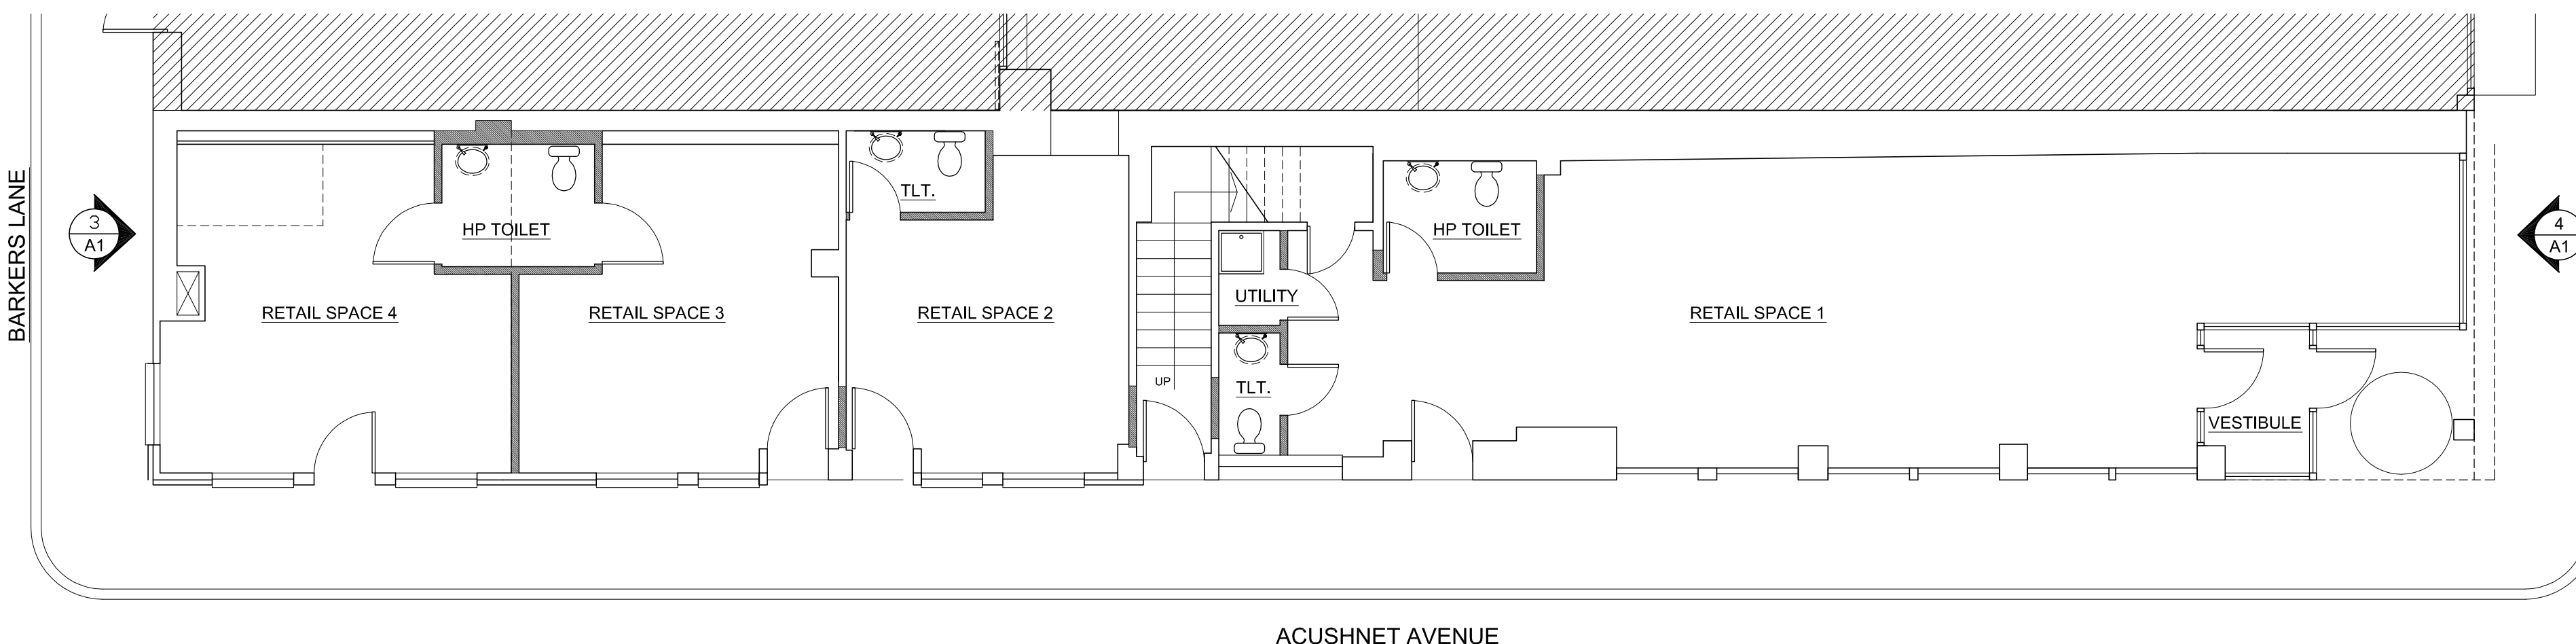 BARKERS LANE
3
A1
RETAIL SPACE 4
HP TOILET
RETAIL SPACE 3
TLT.
RETAIL SPACE 2
UP
UTILITY
TLT.
HP TOILET
RETAIL SPACE 1
VESTIBULE
4
A1
ACUSHNET AVENUE